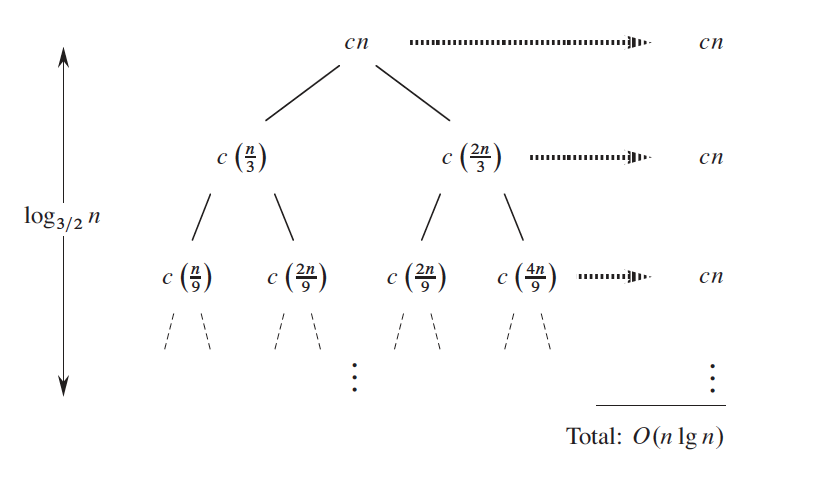 cn cn
c (n/3) c (2n/3) cn
log_{3/2} n
c (n/9) c (2n/9) c (2n/9) c (4n/9) cn
⋮ ⋮
Total: O(n lg n)